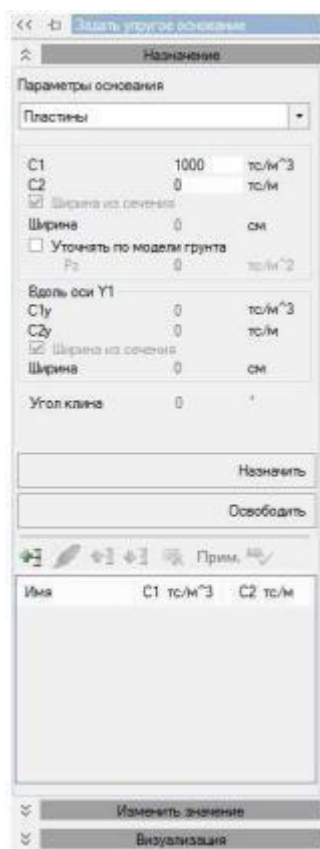 << Задать упругое основание
Назначение
Параметры основания
Пластины
C1 1000 тс/м^3
C2 0 тс/м
Ширина из сечения
Ширина 0 см
Уточнять по модели грунта
Pz 0 тс/м^2
Вдоль оси Y1
C1y 0 тс/м^3
C2y 0 тс/м
Ширина из сечения
Ширина 0 см
Угол клина 0 °
Назначить
Освободить
Прим.
Имя C1 тс/м^3 C2 тс/м
Изменить значение
Визуализация